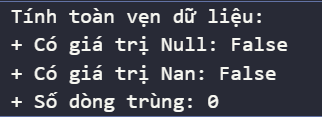 Tính toàn vẹn dữ liệu:
+ Có giá trị Null: False
+ Có giá trị Nan: False
+ Số dòng trùng: 0